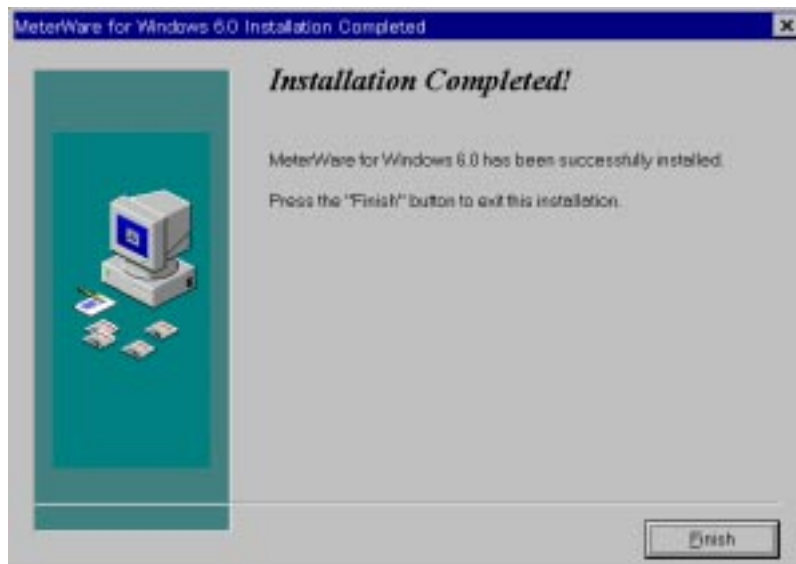 MeterWare for Windows 6.0 Installation Completed
Installation Completed!
MeterWare for Windows 6.0 has been successfully installed.
Press the "Finish" button to exit this installation.
Finish